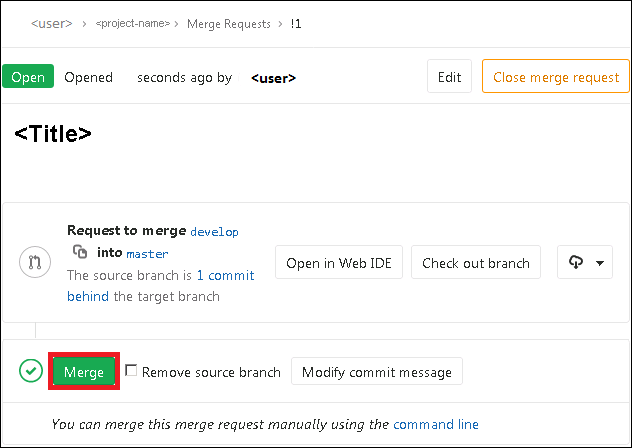 <user> > <project-name> > Merge Requests > !1
Open Opened seconds ago by <user> Edit Close merge request
<Title>
Request to merge develop
into master
The source branch is 1 commit
behind the target branch
Open in Web IDE Check out branch
Merge Remove source branch Modify commit message
You can merge this merge request manually using the command line